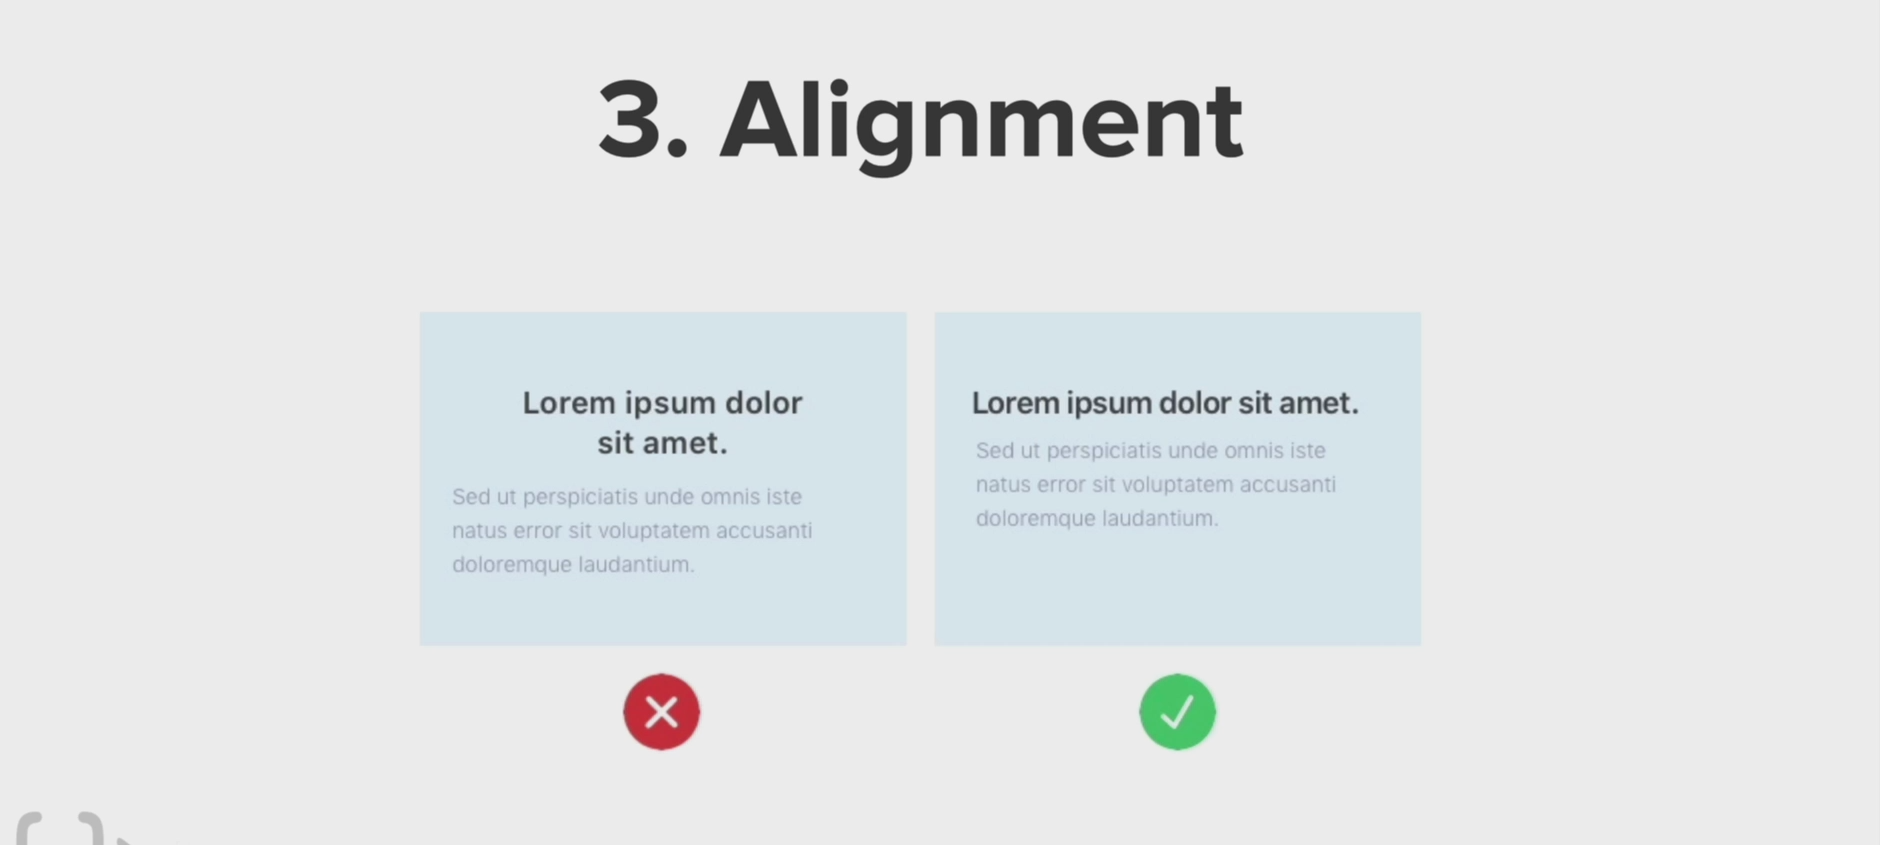 3. Alignment
Lorem ipsum dolor
sit amet.
Sed ut perspiciatis unde omnis iste
natus error sit voluptatem accusanti
doloremque laudantium.
Lorem ipsum dolor sit amet.
Sed ut perspiciatis unde omnis iste
natus error sit voluptatem accusanti
doloremque laudantium.